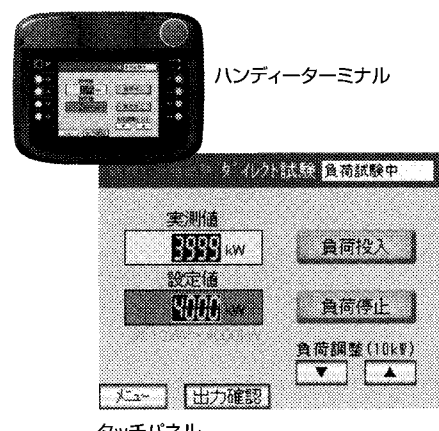 ハンディーターミナル
ダイレクト試験 負荷試験中
実測値
3999 kW
負荷投入
設定値
4000 kW
負荷停止
負荷調整(10kW)
▼ ▲
メニュー 出力確認
タッチパネル